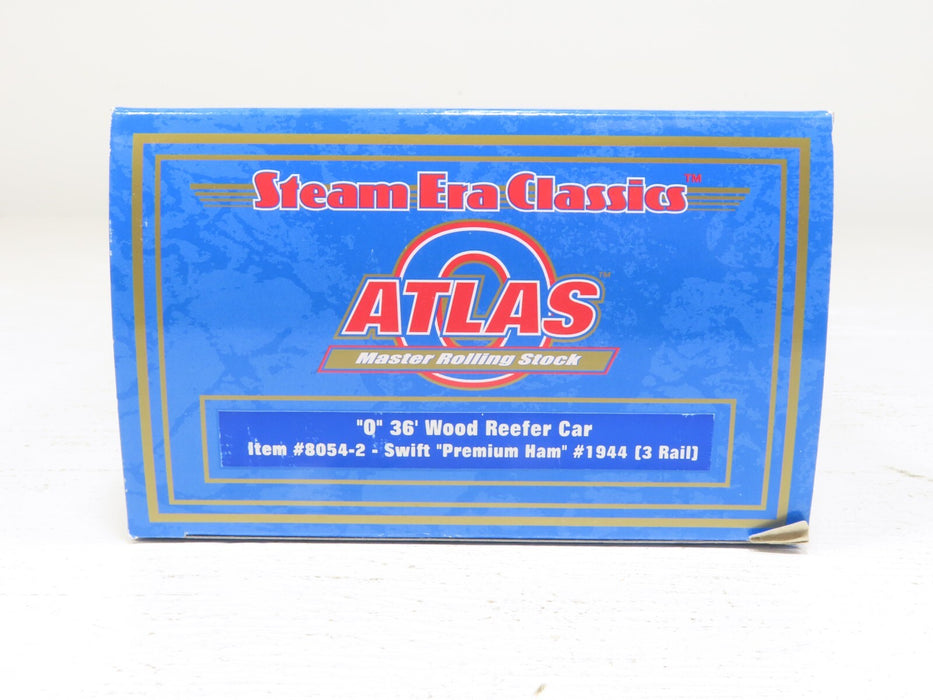 Steam Era Classics™
ATLAS™
O
Master Rolling Stock
"O" 36' Wood Reefer Car
Item #8054-2 - Swift "Premium Ham" #1944 (3 Rail)